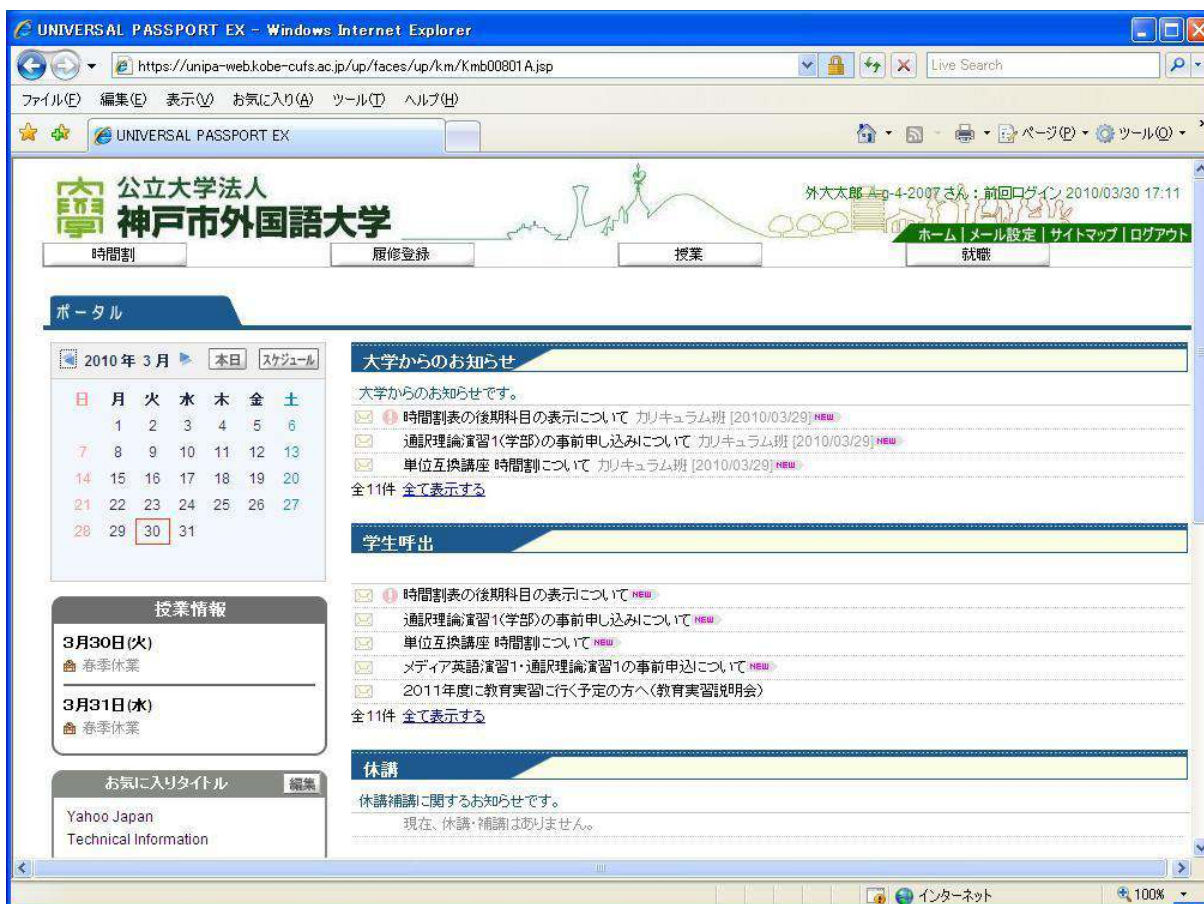 UNIVERSAL PASSPORT EX - Windows Internet Explorer
https://unipa-web.kobe-cufs.ac.jp/up/faces/up/km/Kmb00801A.jsp
Live Search
ファイル(F) 編集(E) 表示(V) お気に入り(A) ツール(T) ヘルプ(H)
UNIVERSAL PASSPORT EX
ページ(P) ツール(O)
公立大学法人
神戸市外国語大学
外大太郎 A-g-4-2007 さん：前回ログイン 2010/03/30 17:11
ホーム | メール設定 | サイトマップ | ログアウト
時間割 履修登録 授業 就職
ポータル
2010 年 3 月 本日 スケジュール
日 月 火 水 木 金 土
1 2 3 4 5 6
7 8 9 10 11 12 13
14 15 16 17 18 19 20
21 22 23 24 25 26 27
28 29 30 31
授業情報
3月30日(火)
春季休業
3月31日(水)
春季休業
お気に入りタイトル 編集
Yahoo Japan
Technical Information
大学からのお知らせ
大学からのお知らせです。
時間割表の後期科目の表示について カリキュラム班 [2010/03/29] NEW
通訳理論演習1(学部)の事前申し込みについて カリキュラム班 [2010/03/29] NEW
単位互換講座 時間割について カリキュラム班 [2010/03/29] NEW
全11件 全て表示する
学生呼出
時間割表の後期科目の表示について NEW
通訳理論演習1(学部)の事前申し込みについて NEW
単位互換講座 時間割について NEW
メディア英語演習1・通訳理論演習1の事前申込について NEW
2011年度に教育実習に行く予定の方へ(教育実習説明会)
全11件 全て表示する
休講
休講補講に関するお知らせです。
現在、休講・補講はありません。
インターネット 100%